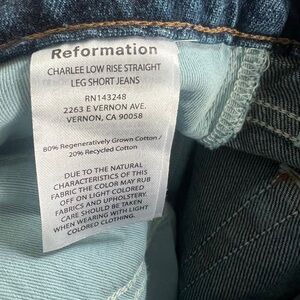 Reformation
CHARLEE LOW RISE STRAIGHT
LEG SHORT JEANS
RN143248
2263 E VERNON AVE.
VERNON, CA 90058
80% Regeneratively Grown Cotton /
20% Recycled Cotton
DUE TO THE NATURAL
CHARACTERISTICS OF THIS
FABRIC THE COLOR MAY RUB
OFF ON LIGHT COLORED
FABRICS AND UPHOLSTERY.
CARE SHOULD BE TAKEN
WHEN WEARING WITH LIGHT
COLORED CLOTHING.